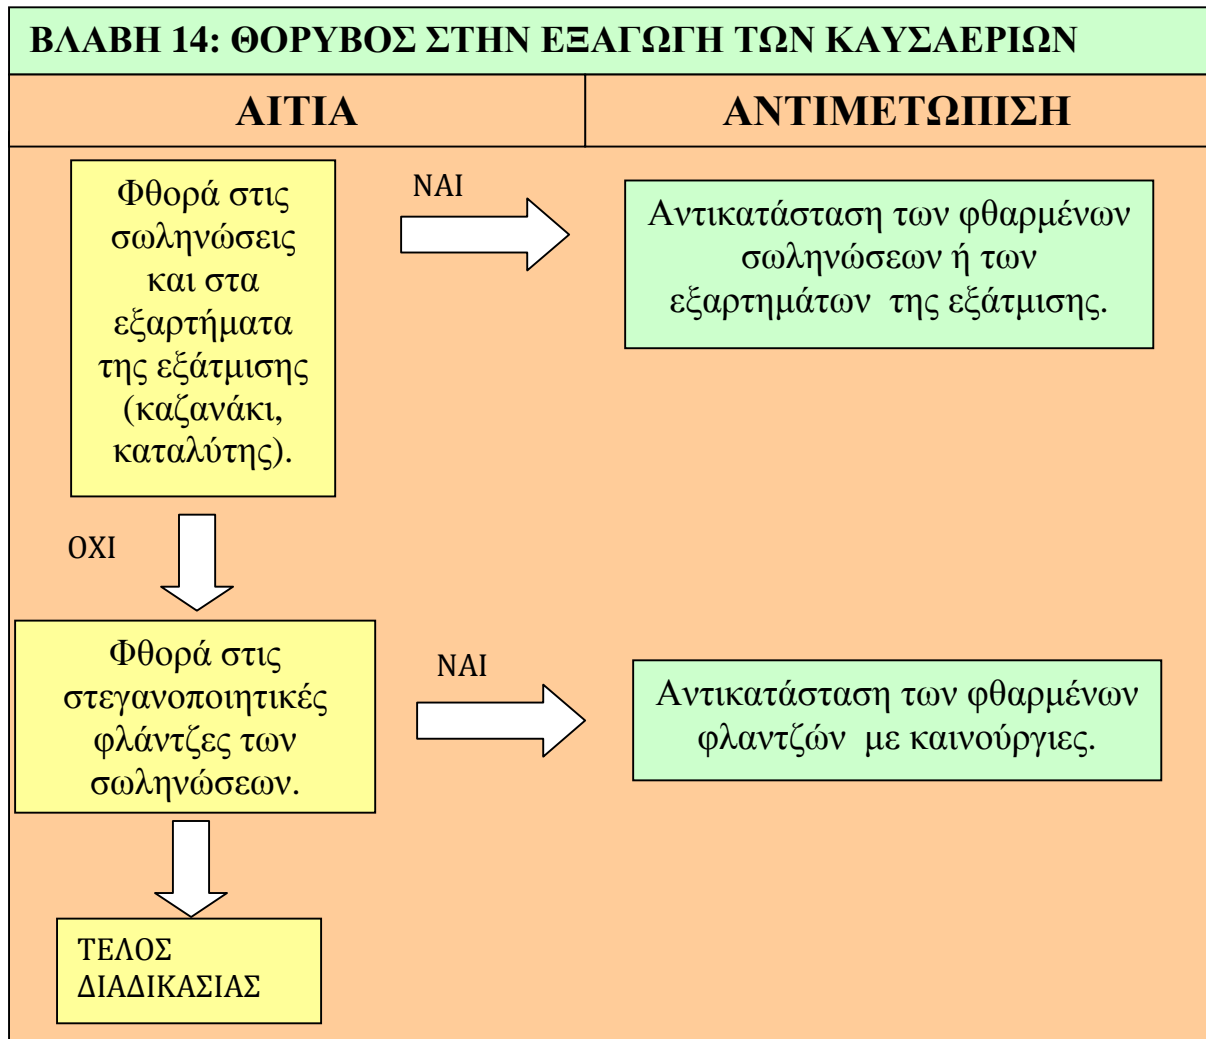 ΒΛΑΒΗ 14: ΘΟΡΥΒΟΣ ΣΤΗΝ ΕΞΑΓΩΓΗ ΤΩΝ ΚΑΥΣΑΕΡΙΩΝ
ΑΙΤΙΑ
ΑΝΤΙΜΕΤΩΠΙΣΗ
Φθορά στις
σωληνώσεις
και στα
εξαρτήματα
της εξάτμισης
(καζανάκι,
καταλύτης).
ΝΑΙ
Αντικατάσταση των φθαρμένων
σωληνώσεων ή των
εξαρτημάτων της εξάτμισης.
ΟΧΙ
Φθορά στις
στεγανοποιητικές
φλάντζες των
σωληνώσεων.
ΝΑΙ
Αντικατάσταση των φθαρμένων
φλαντζών με καινούργιες.
ΤΕΛΟΣ
ΔΙΑΔΙΚΑΣΙΑΣ